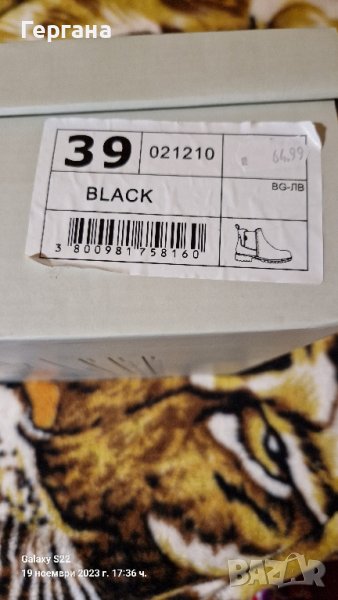 Гергана
39
021210
64.99
BLACK
BG-ЛВ
3 800981 758160
Galaxy S22
19 ноември 2023 г. 17:36 ч.
bazar